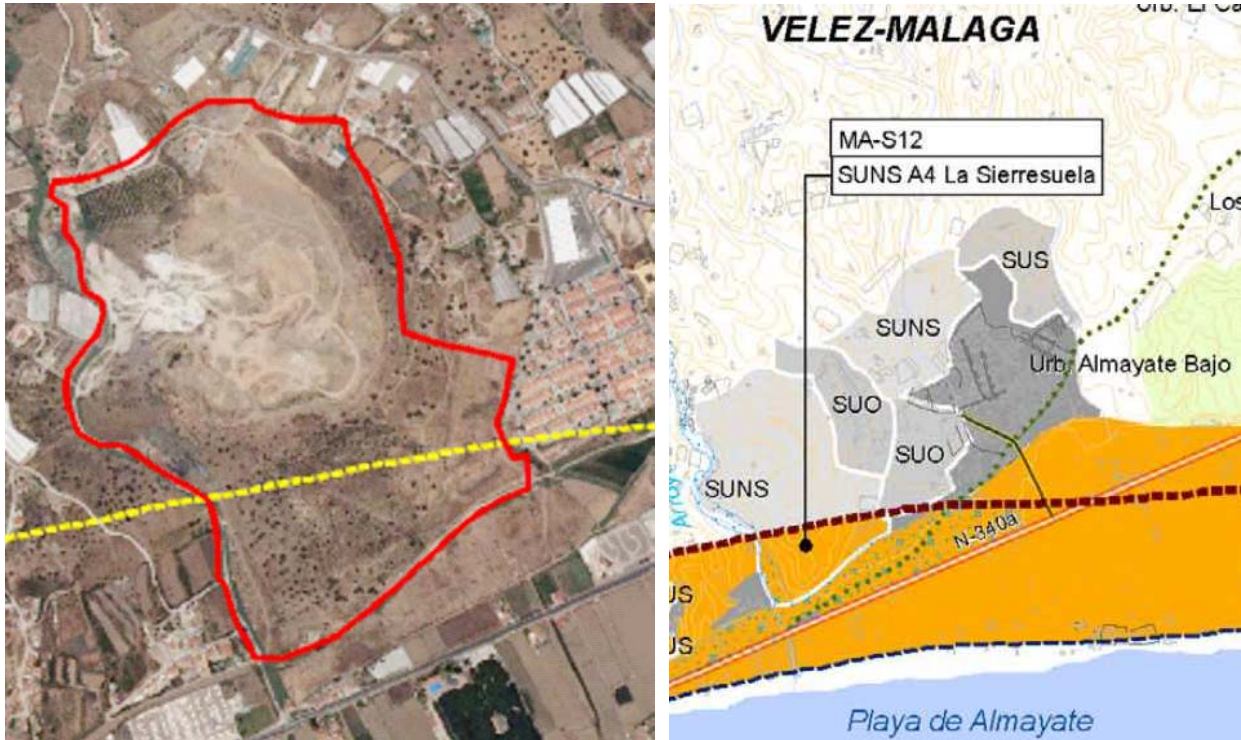 VELEZ-MALAGA
MA-S12
SUNS A4 La Sierresuela
Los
SUS
SUNS
Urb. Almayate Bajo
SUO
SUO
SUNS
Arroy
N-340a
US
US
Playa de Almayate